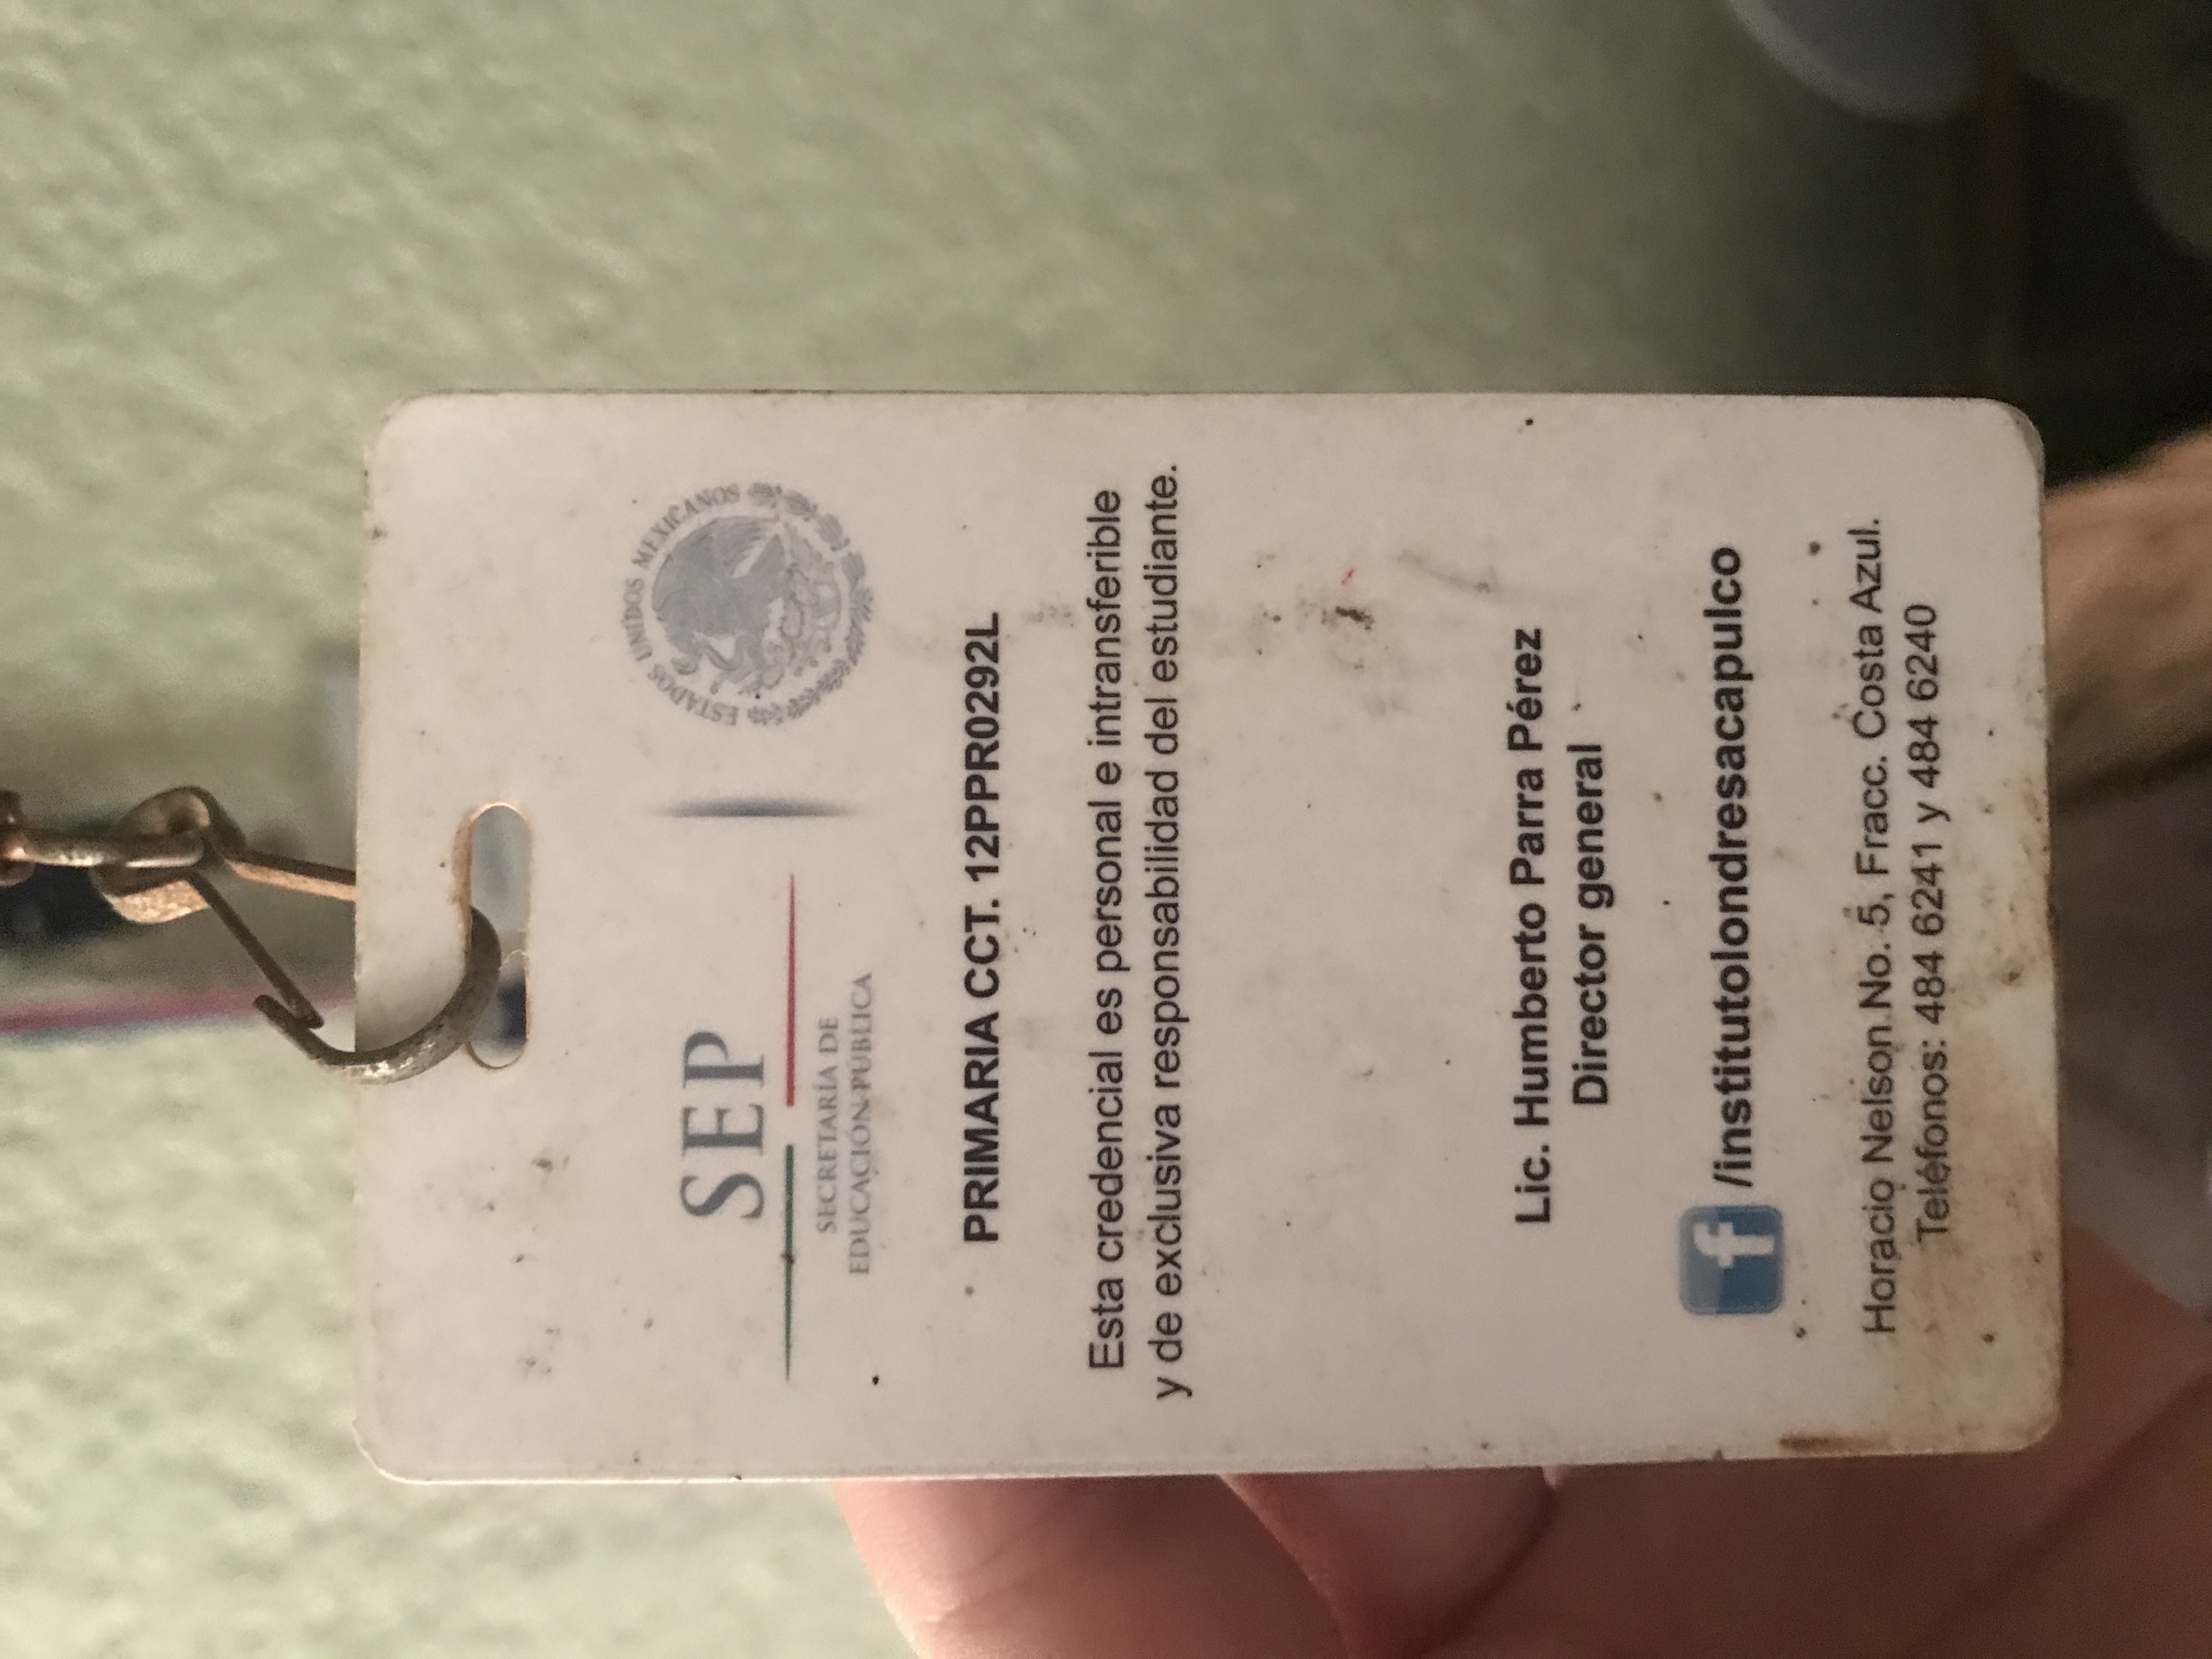 SEP
SECRETARÍA DE
EDUCACIÓN PÚBLICA
ESTADOS UNIDOS MEXICANOS
PRIMARIA CCT. 12PPR0292L
Esta credencial es personal e intransferible
y de exclusiva responsabilidad del estudiante.
Lic. Humberto Parra Pérez
Director general
f /institutolondresacapulco
Horacio Nelson No. 5, Fracc. Costa Azul.
Teléfonos: 484 6241 y 484 6240